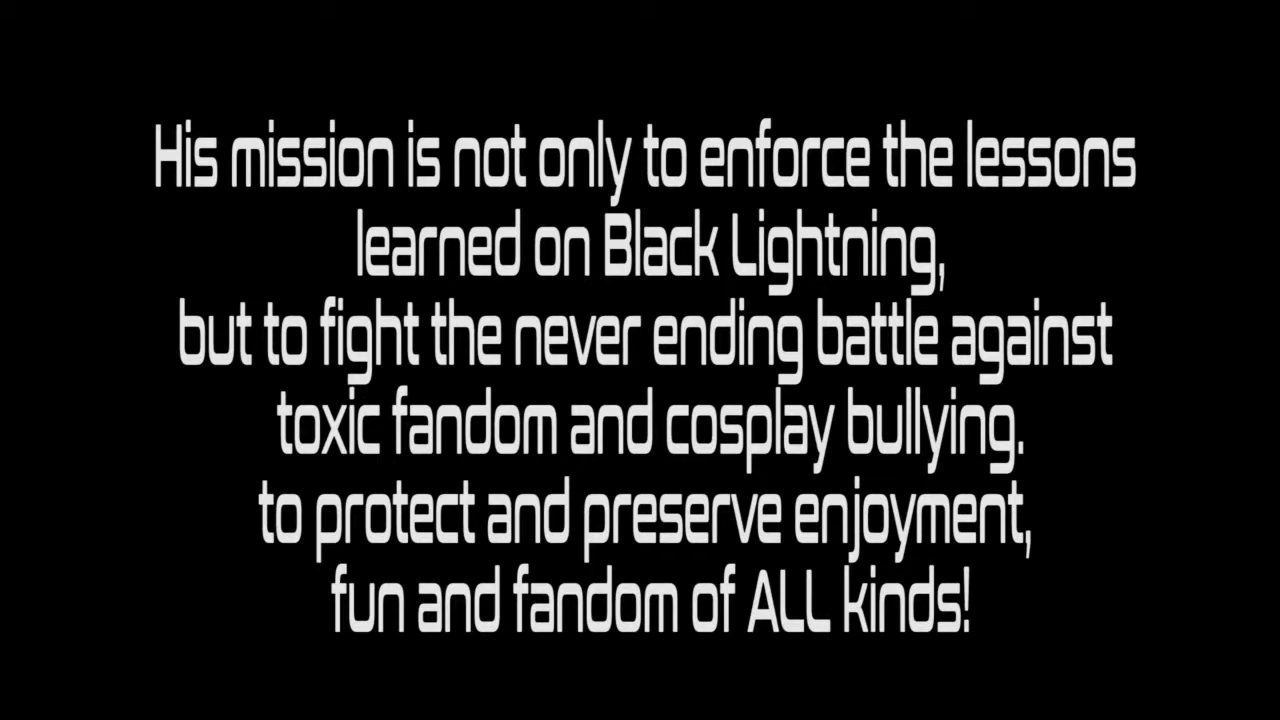 His mission is not only to enforce the lessons
learned on Black Lightning,
but to fight the never ending battle against
toxic fandom and cosplay bullying.
to protect and preserve enjoyment,
fun and fandom of ALL kinds!